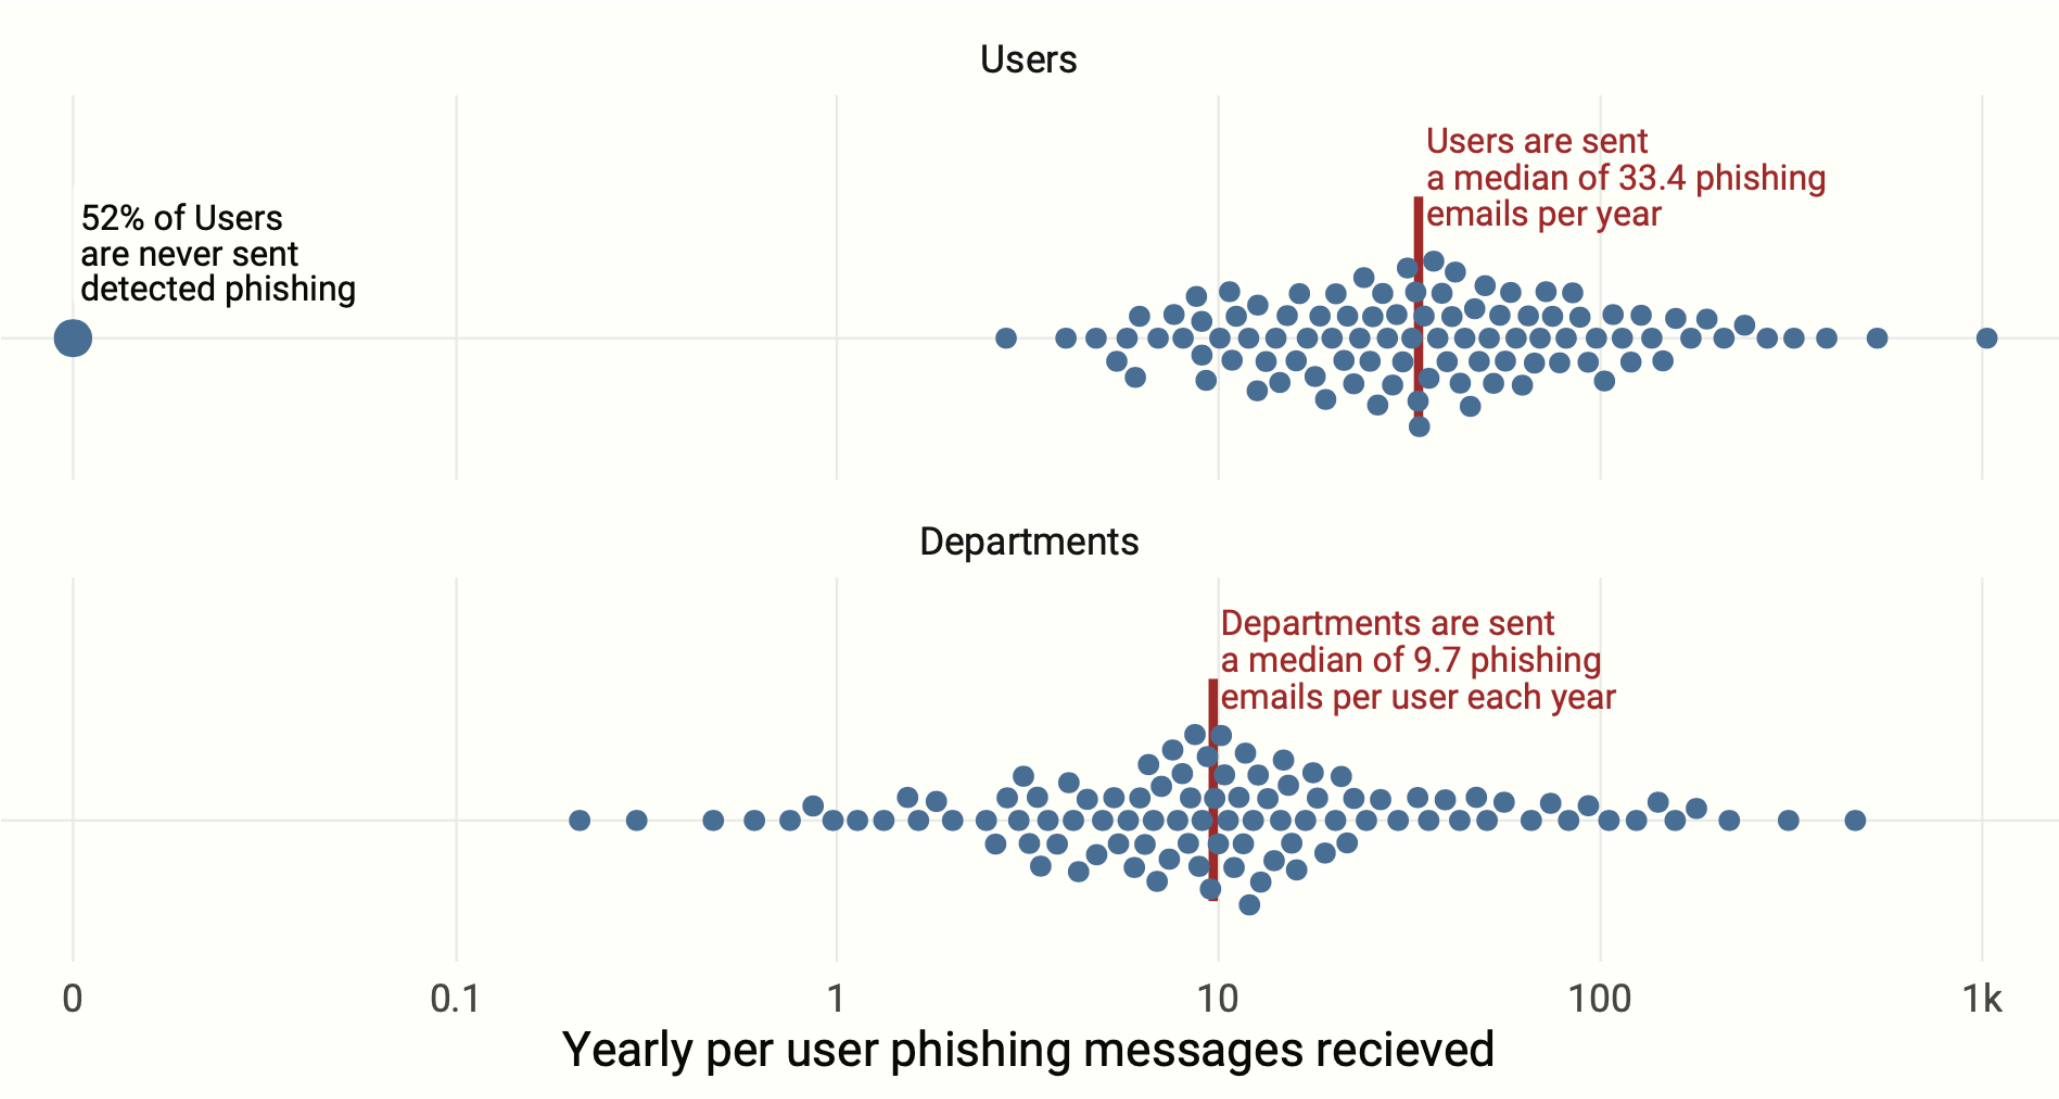 Users
Users are sent
a median of 33.4 phishing
emails per year
52% of Users
are never sent
detected phishing
Departments
Departments are sent
a median of 9.7 phishing
emails per user each year
0 0.1 1 10 100 1k
Yearly per user phishing messages recieved